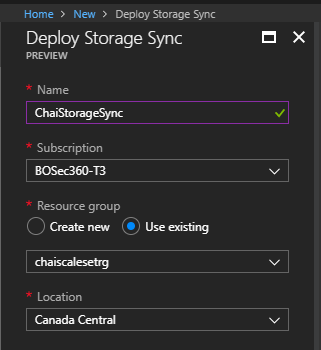 Home > New > Deploy Storage Sync
Deploy Storage Sync
PREVIEW
* Name
ChaiStorageSync
* Subscription
BOSec360-T3
* Resource group
Create new Use existing
chaiscalesetrg
* Location
Canada Central